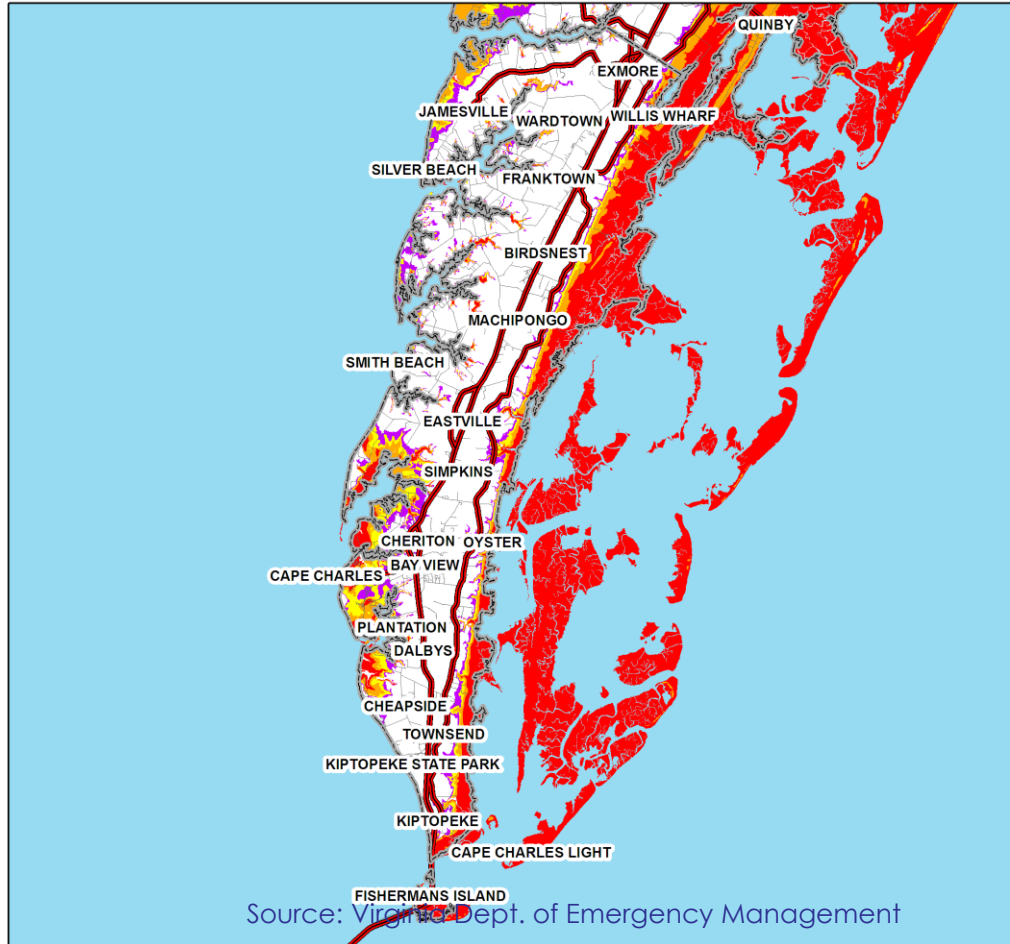 QUINBY
EXMORE
JAMESVILLE
WARDTOWN
WILLIS WHARF
SILVER BEACH
FRANKTOWN
BIRDSNEST
MACHIPONGO
SMITH BEACH
EASTVILLE
SIMPKINS
CHERITON
OYSTER
BAY VIEW
CAPE CHARLES
PLANTATION
DALBYS
CHEAPSIDE
TOWNSEND
KIPTOPEKE STATE PARK
KIPTOPEKE
CAPE CHARLES LIGHT
FISHERMANS ISLAND
Source: Virginia Dept. of Emergency Management